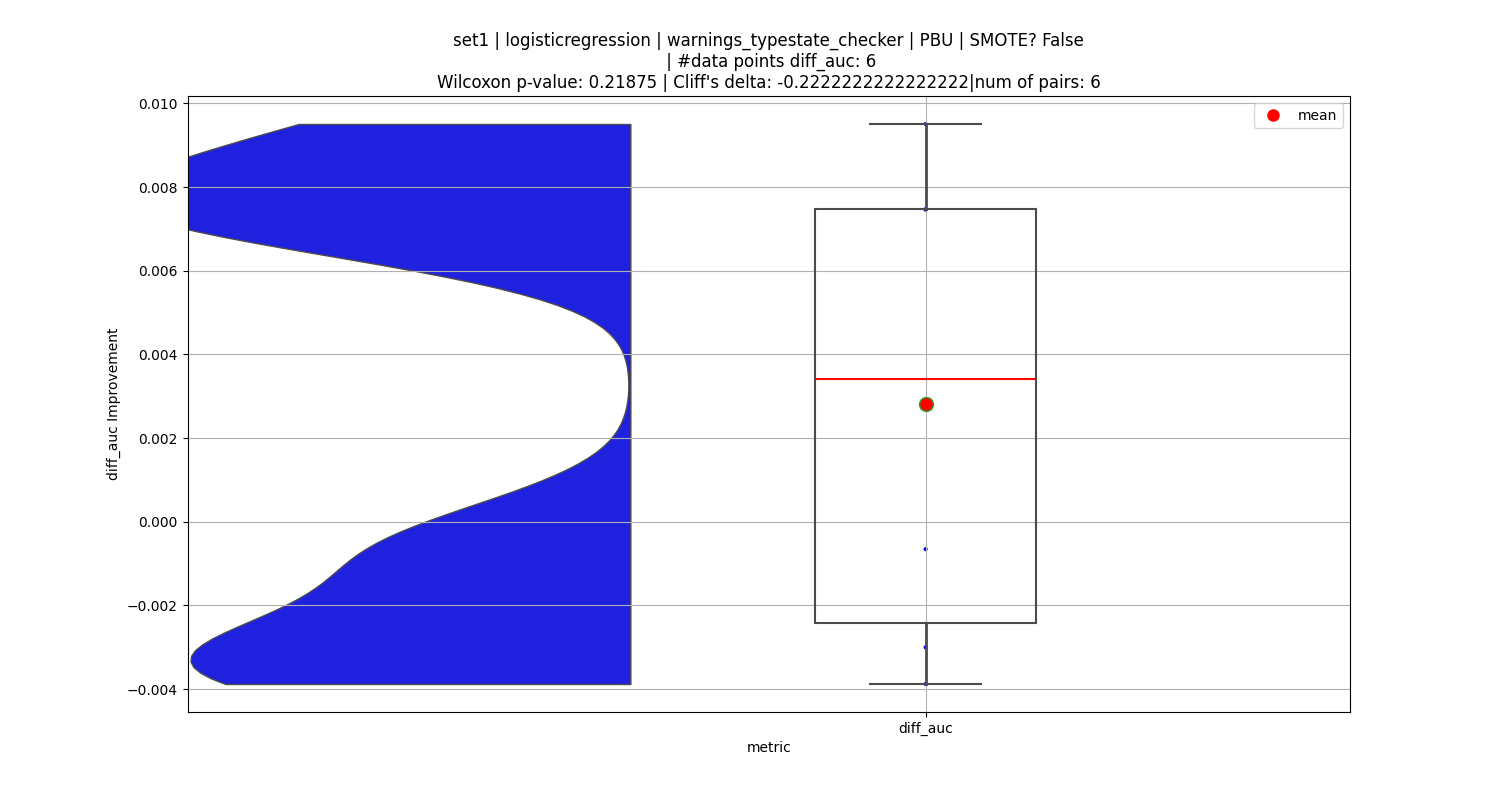 set1 | logisticregression | warnings_typestate_checker | PBU | SMOTE? False
| #data points diff_auc: 6
Wilcoxon p-value: 0.21875 | Cliff's delta: -0.2222222222222222|num of pairs: 6
mean
0.010
0.008
0.006
0.004
0.002
0.000
−0.002
−0.004
diff_auc Improvement
diff_auc
metric